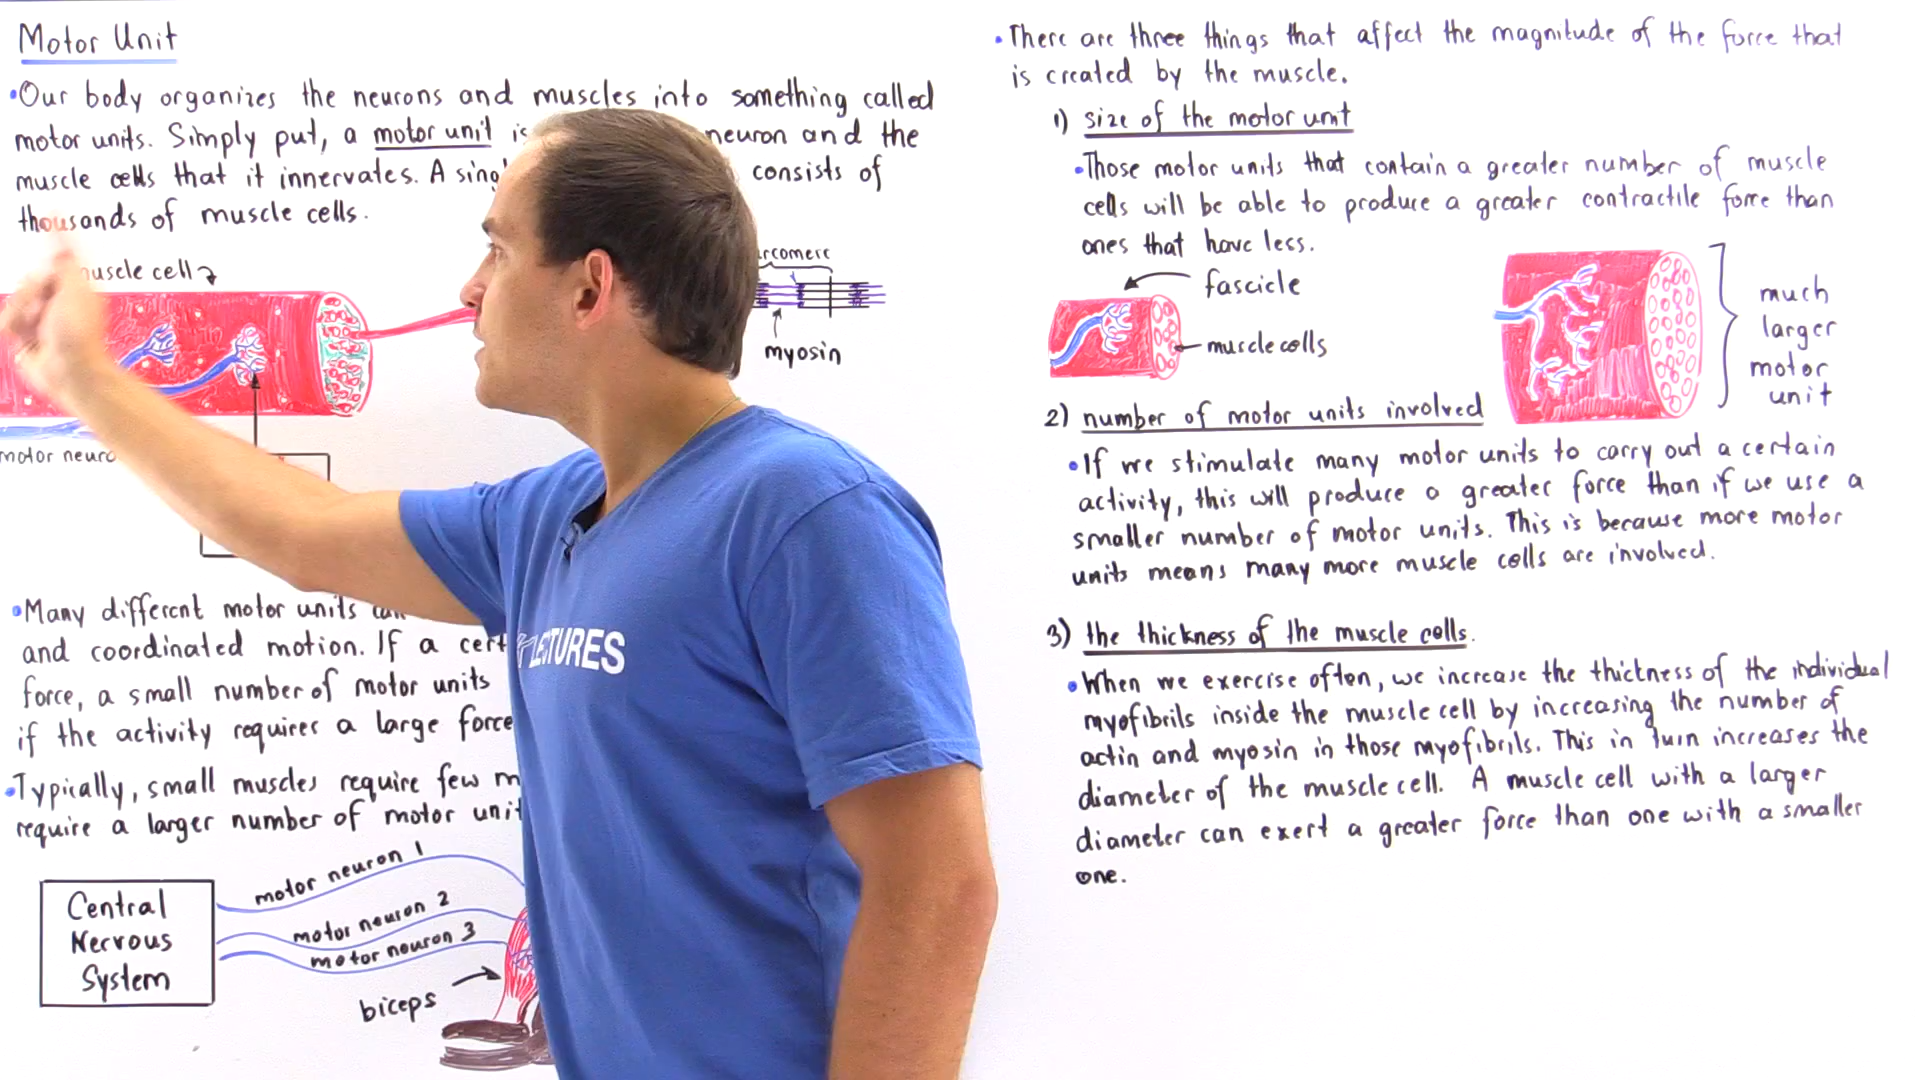 Motor Unit
•Our body organizes the neurons and muscles into something called
motor units. Simply put, a motor unit is neuron and the
muscle cells that it innervates. A consists of
thousands of muscle cells.
muscle cell
myosin
motor
•Many different motor units
and coordinated motion. If a
force, a small number of motor units
if the activity requires a large force
•Typically, small muscles require few
require a larger number of motor
motor neuron 1
motor neuron 2
motor neuron 3
Central
Nervous
System
biceps
LECTURES
•There are three things that affect the magnitude of the force that
is created by the muscle.
1) size of the motor unit
•Those motor units that contain a greater number of muscle
cells will be able to produce a greater contractile force than
ones that have less.
fascicle
muscle cells
much
larger
motor
unit
2) number of motor units involved
•If we stimulate many motor units to carry out a certain
activity, this will produce a greater force than if we use a
smaller number of motor units. This is because more motor
units means many more muscle cells are involved.
3) the thickness of the muscle cells.
•When we exercise often, we increase the thickness of the individual
myofibrils inside the muscle cell by increasing the number of
actin and myosin in those myofibrils. This in turn increases the
diameter of the muscle cell. A muscle cell with a larger
diameter can exert a greater force than one with a smaller
one.